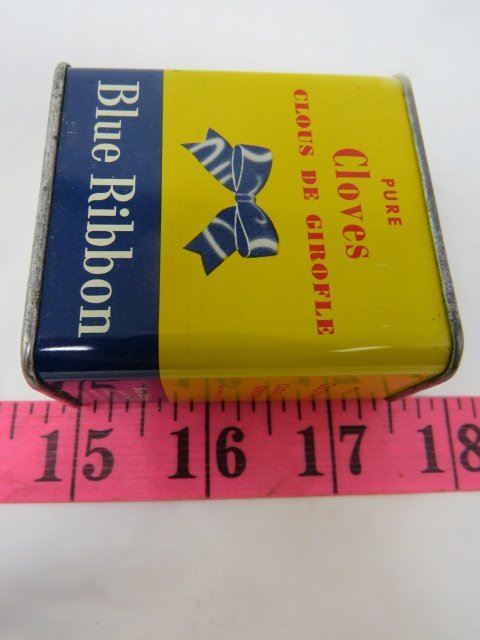 PURE
Cloves
CLOUS DE GIROFLE
Blue Ribbon
15 16 17 18